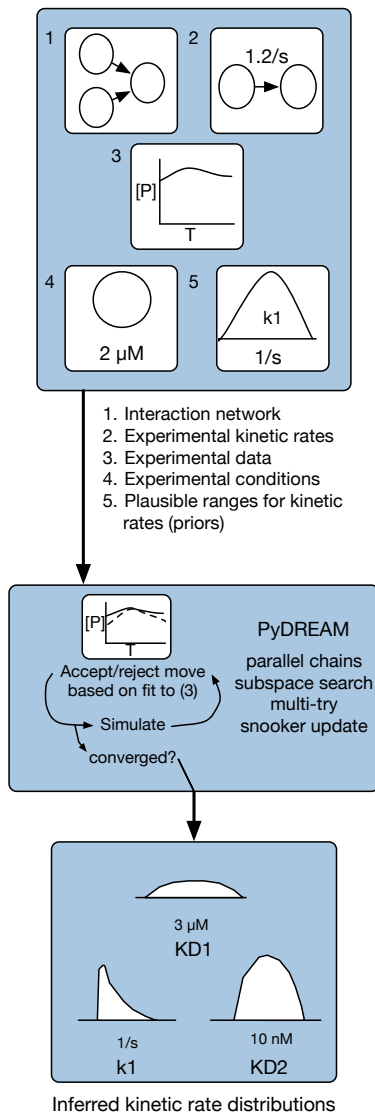 1
2
1.2/s
3
[P]
T
4
5
2 µM
k1
1/s
1. Interaction network
2. Experimental kinetic rates
3. Experimental data
4. Experimental conditions
5. Plausible ranges for kinetic
rates (priors)
[P]
T
Accept/reject move
based on fit to (3)
Simulate
converged?
PyDREAM
parallel chains
subspace search
multi-try
snooker update
3 µM
KD1
1/s
k1
10 nM
KD2
Inferred kinetic rate distributions